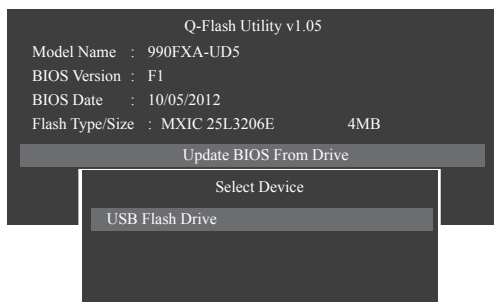 Q-Flash Utility v1.05
Model Name : 990FXA-UD5
BIOS Version : F1
BIOS Date : 10/05/2012
Flash Type/Size : MXIC 25L3206E 4MB
Update BIOS From Drive
Select Device
USB Flash Drive